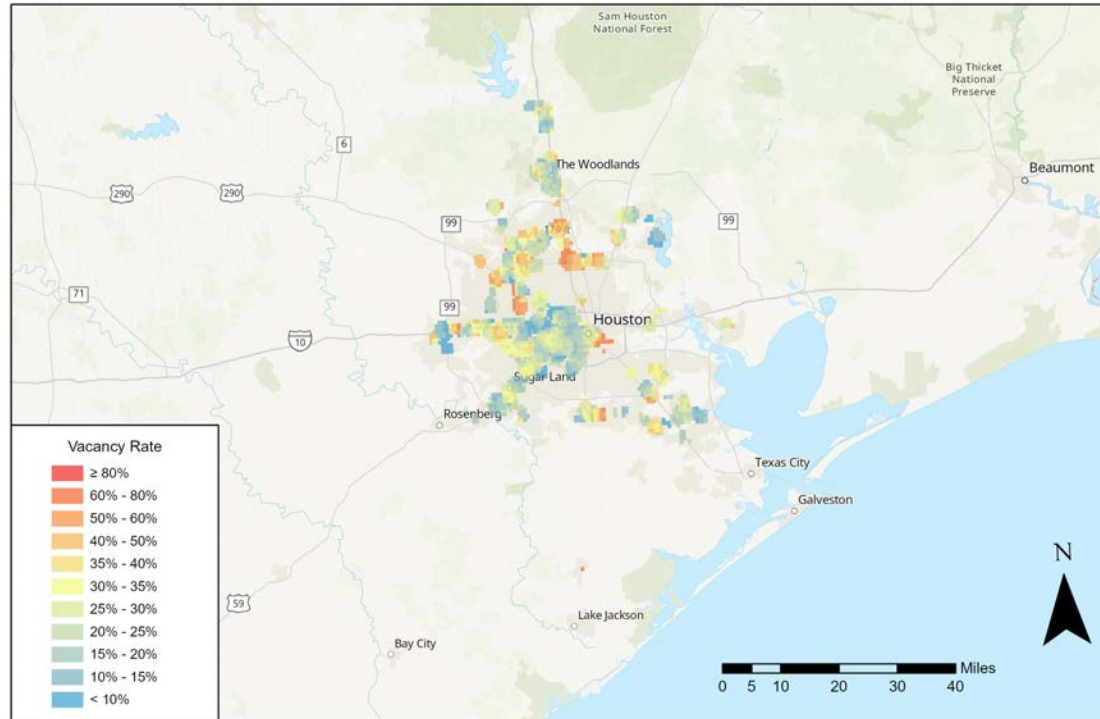 Sam Houston
National Forest
Big Thicket
National
Preserve
6
The Woodlands
Beaumont
290
290
99
99
71
99
Houston
10
Sugar Land
Rosenberg
Texas City
Galveston
59
Lake Jackson
Bay City
Vacancy Rate
≥ 80%
60% - 80%
50% - 60%
40% - 50%
35% - 40%
30% - 35%
25% - 30%
20% - 25%
15% - 20%
10% - 15%
< 10%
N
Miles
0 5 10 20 30 40